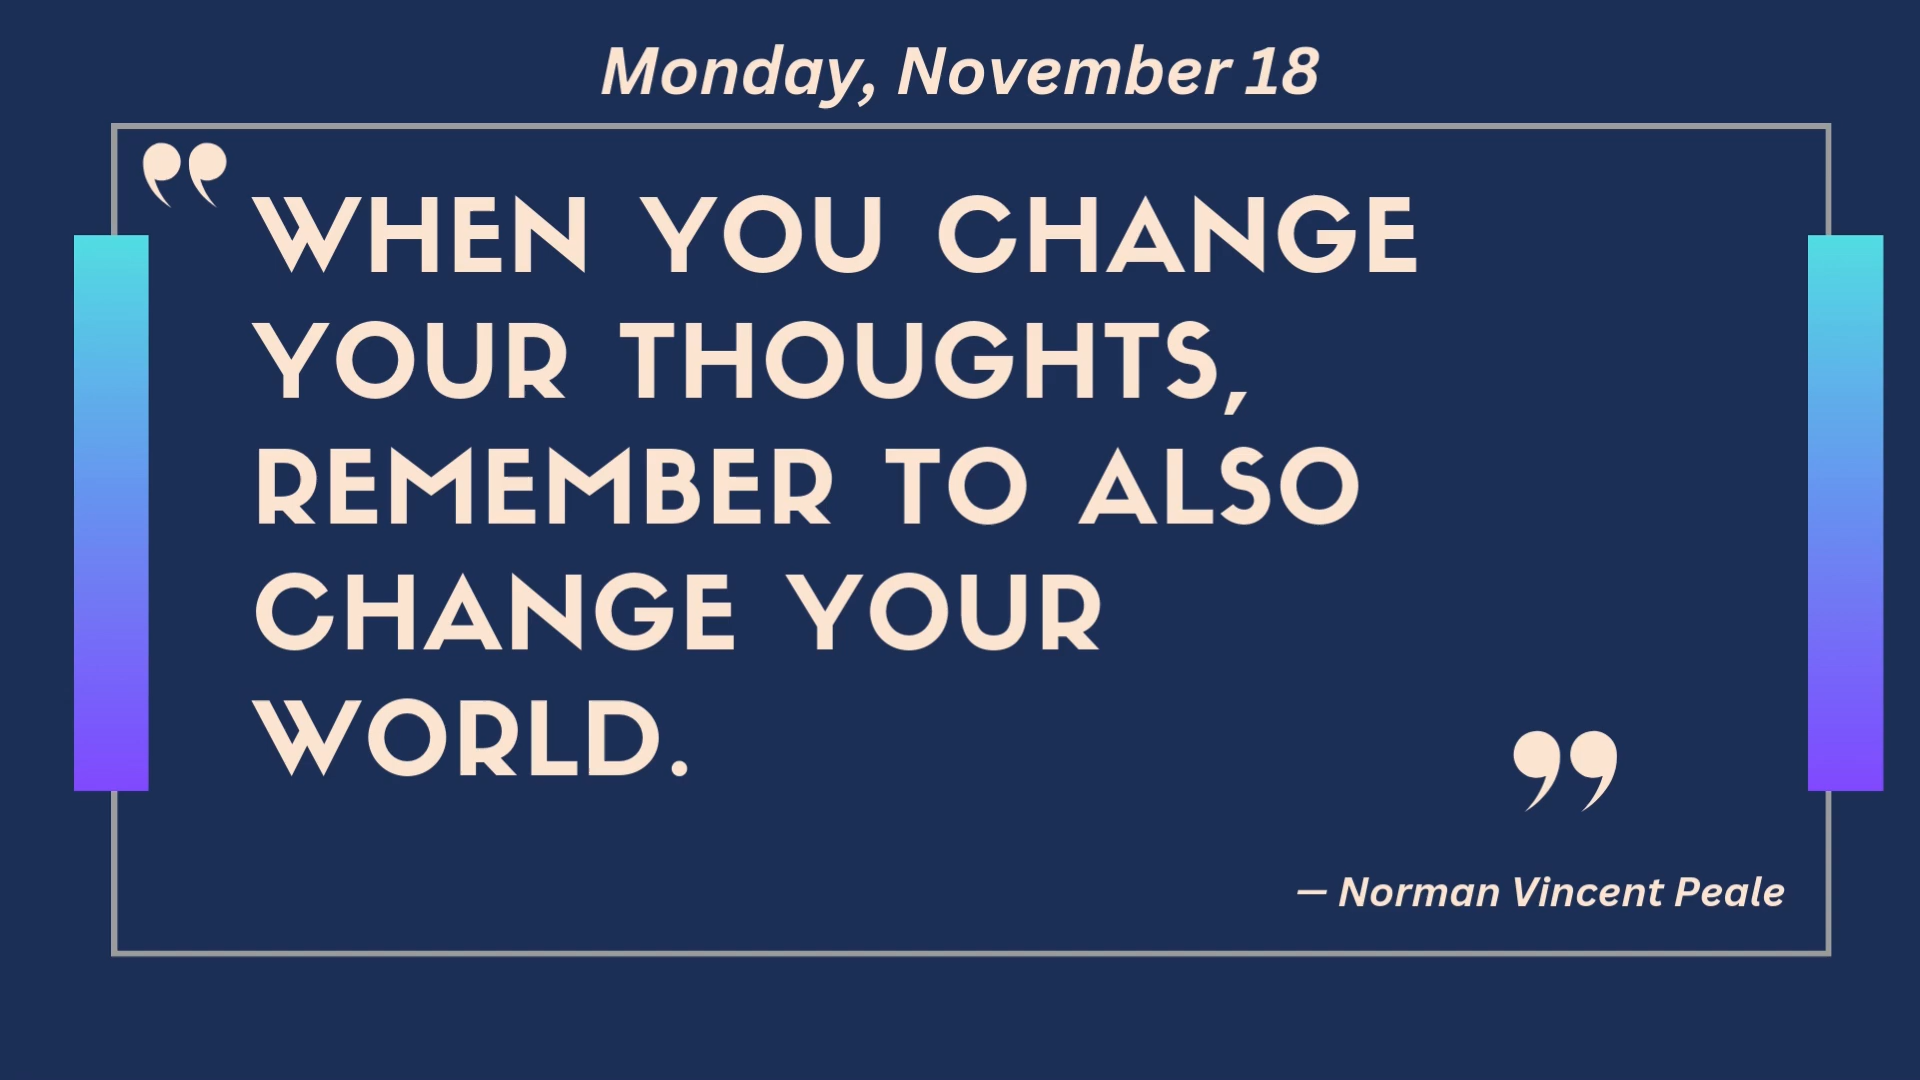 Monday, November 18
“
WHEN YOU CHANGE
YOUR THOUGHTS,
REMEMBER TO ALSO
CHANGE YOUR
WORLD.
”
— Norman Vincent Peale